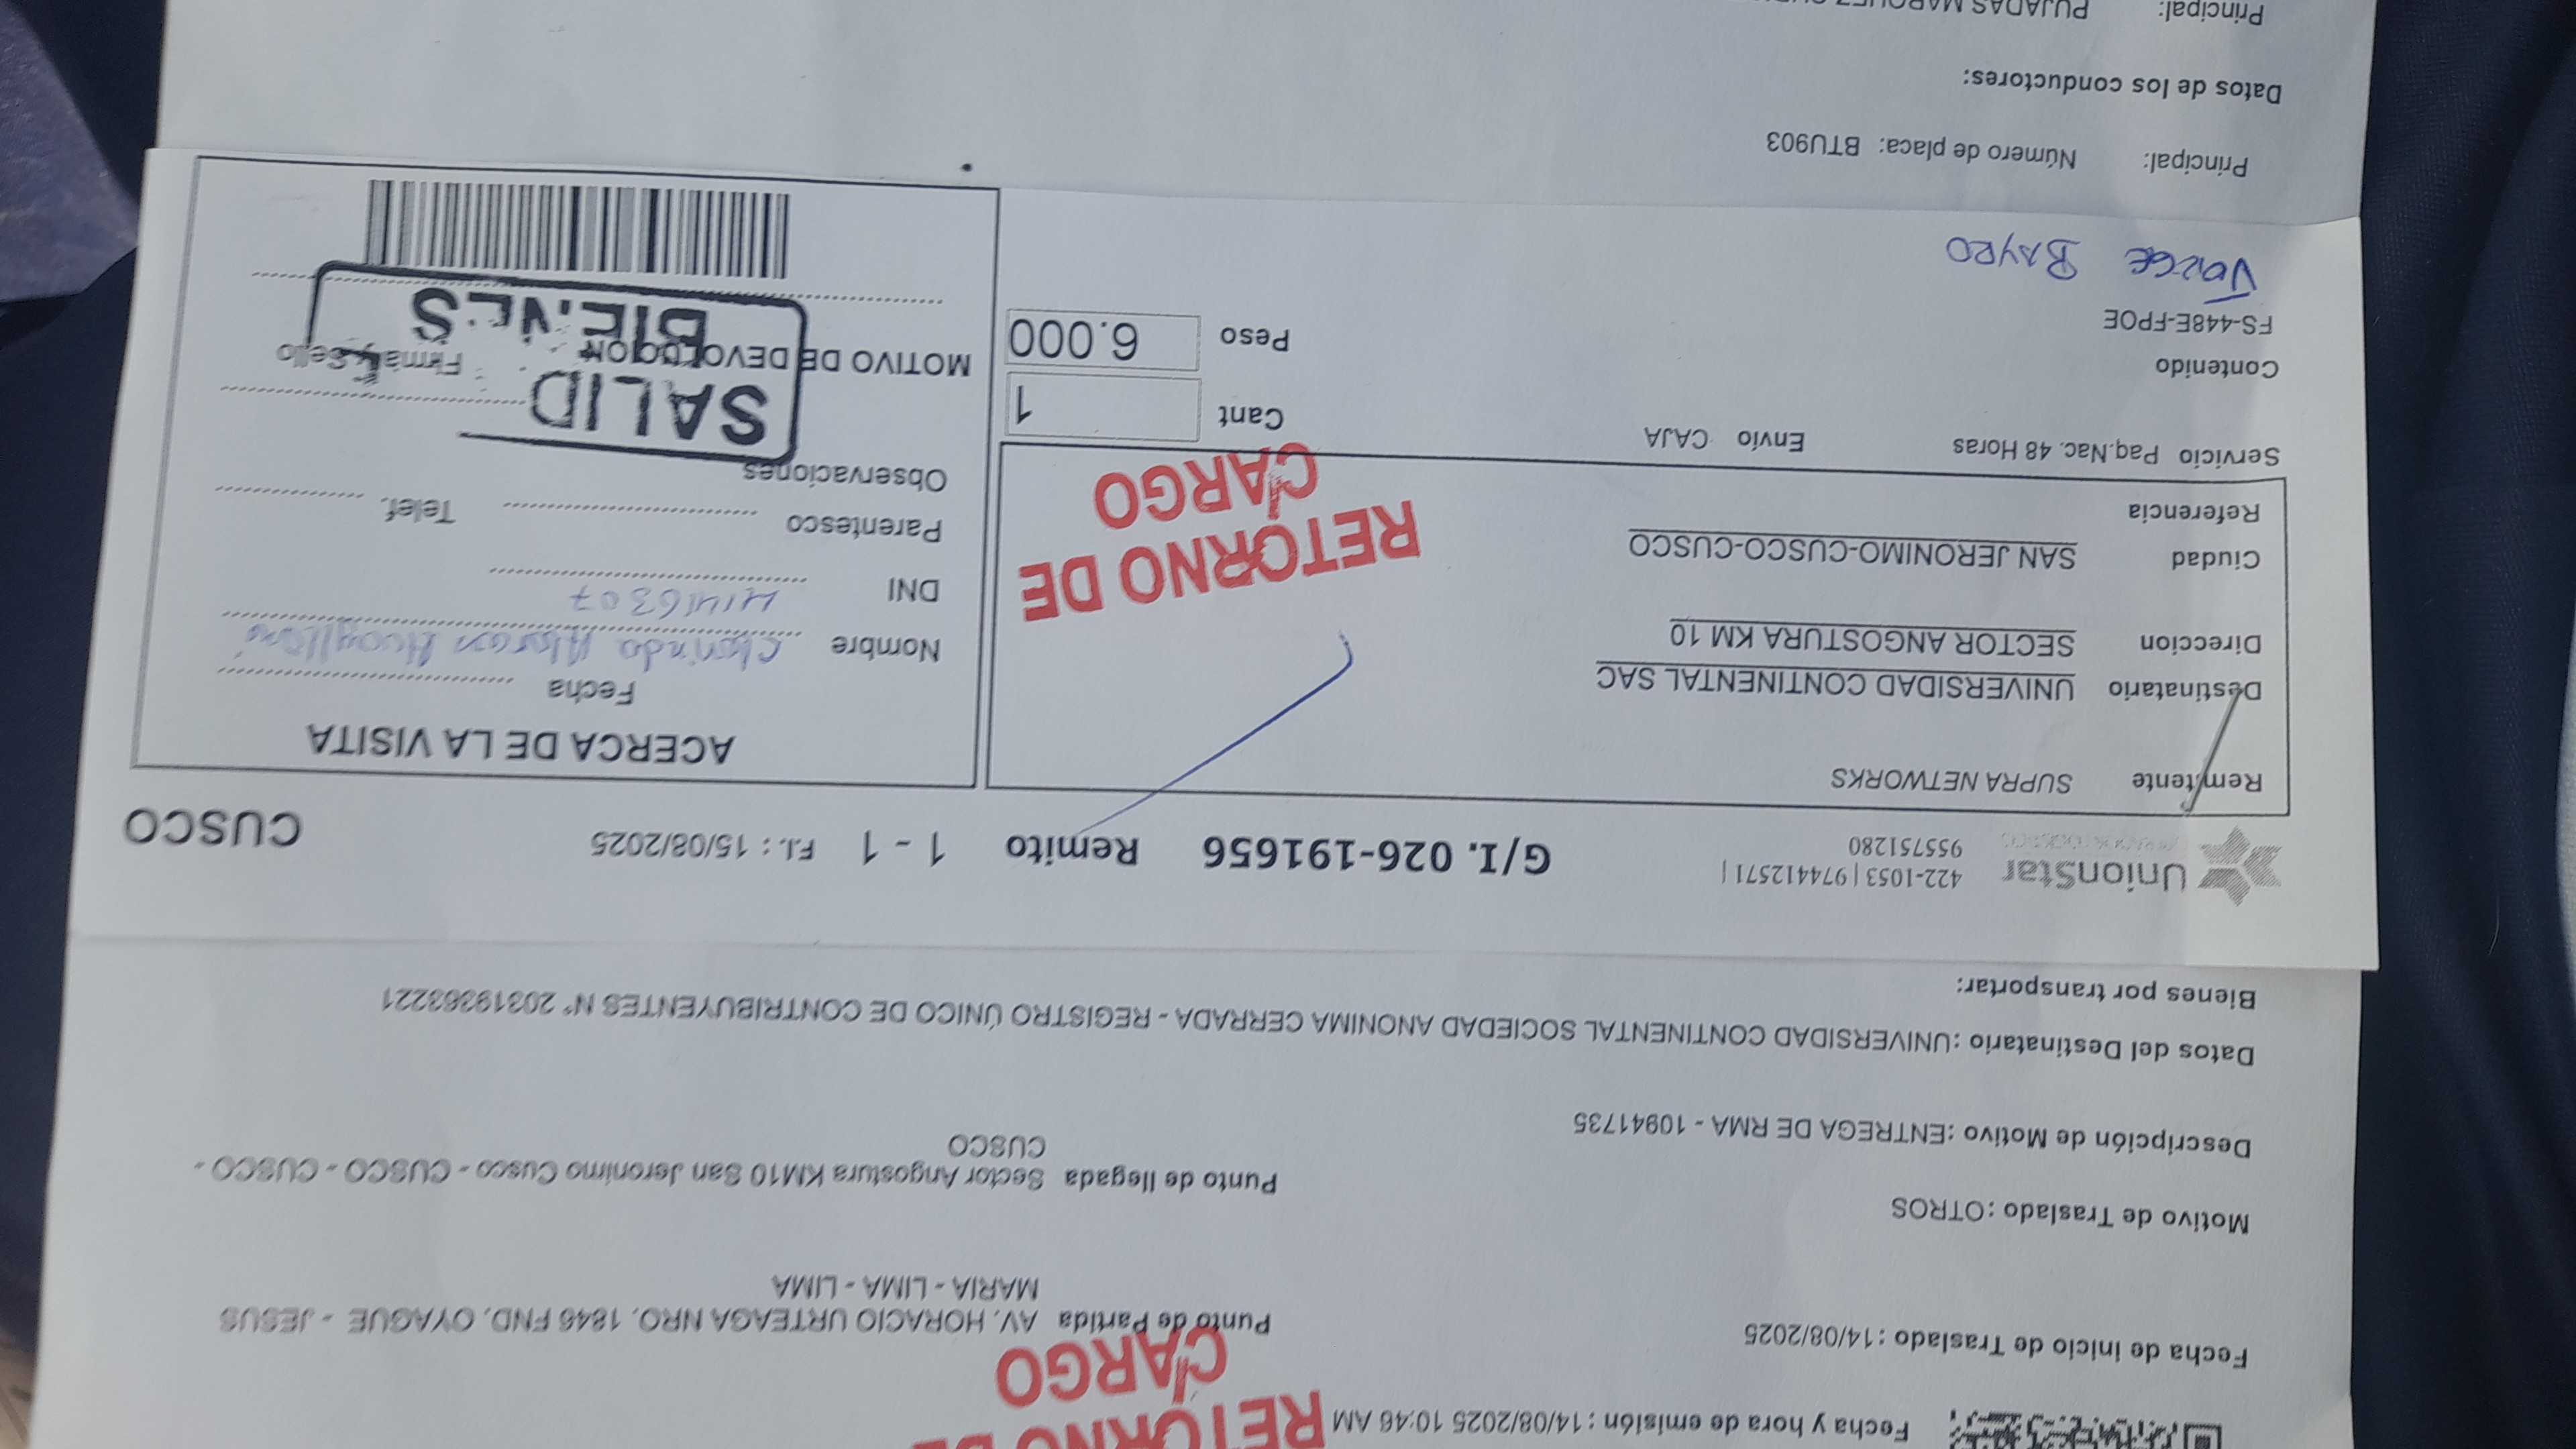 Fecha y hora de emisión : 14/08/2025 10:46 AM
RETORNO DE
CARGO
Fecha de inicio de Traslado : 14/08/2025
Punto de Partida AV. HORACIO URTEAGA NRO. 1846 FND. OYAGUE - JESUS
MARIA - LIMA - LIMA
Motivo de Traslado : OTROS
Punto de llegada Sector Angostura KM10 San Jeronimo Cusco - CUSCO - CUSCO -
CUSCO
Descripción de Motivo : ENTREGA DE RMA - 10941735
Datos del Destinatario : UNIVERSIDAD CONTINENTAL SOCIEDAD ANONIMA CERRADA - REGISTRO ÚNICO DE CONTRIBUYENTES N° 20319363221
Bienes por transportar:
UnionStar
422-1053 | 974412571 |
955751280
G/I. 026-191656 Remito 1 - 1 F.I. : 15/08/2025 CUSCO
Remitente SUPRA NETWORKS
Destinatario UNIVERSIDAD CONTINENTAL SAC
Direccion SECTOR ANGOSTURA KM 10
Ciudad SAN JERONIMO-CUSCO-CUSCO
Referencia
RETORNO DE
CARGO
Servicio Paq.Nac. 48 Horas Envío CAJA
Contenido
FS-448E-FPOE
Cant 1
Peso 6.000
JORGE BAYRO
ACERCA DE LA VISITA
Fecha
Nombre
DNI 41416307
Parentesco Telef.
Observaciones
SALID
MOTIVO DE DEVOLUCION Firma y Sello
BIENES
Principal: Número de placa: BTU903
Datos de los conductores:
Principal: PUJADAS MARQUEZ